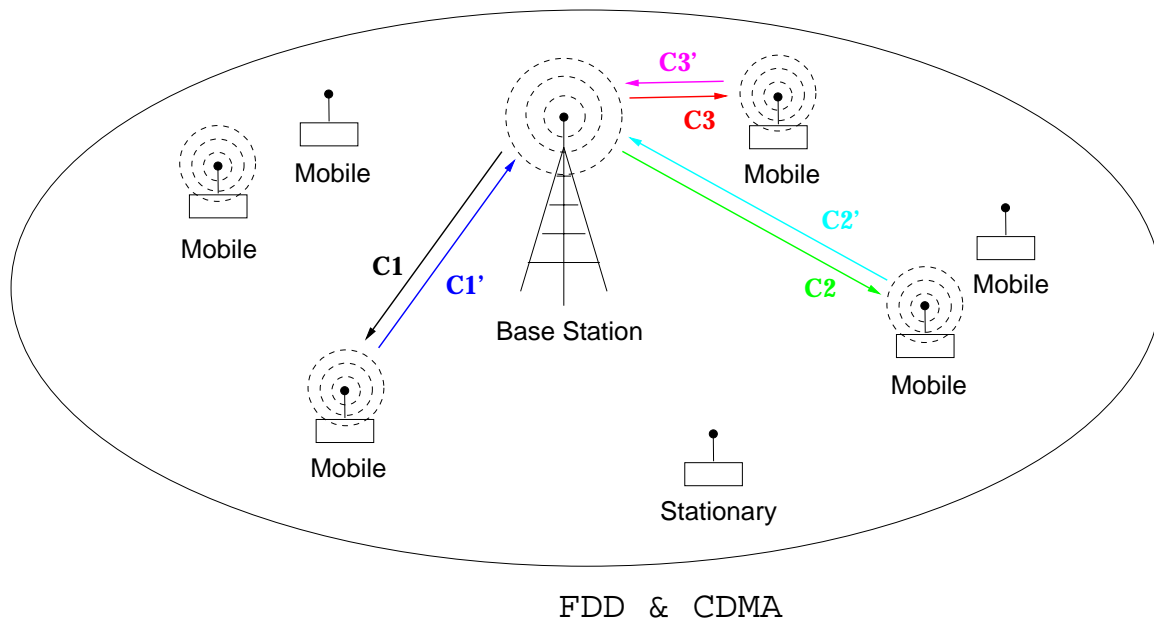 C3’
C3
Mobile
Mobile
Mobile
C2’
C1
C1’
C2
Mobile
Base Station
Mobile
Mobile
Stationary
FDD & CDMA